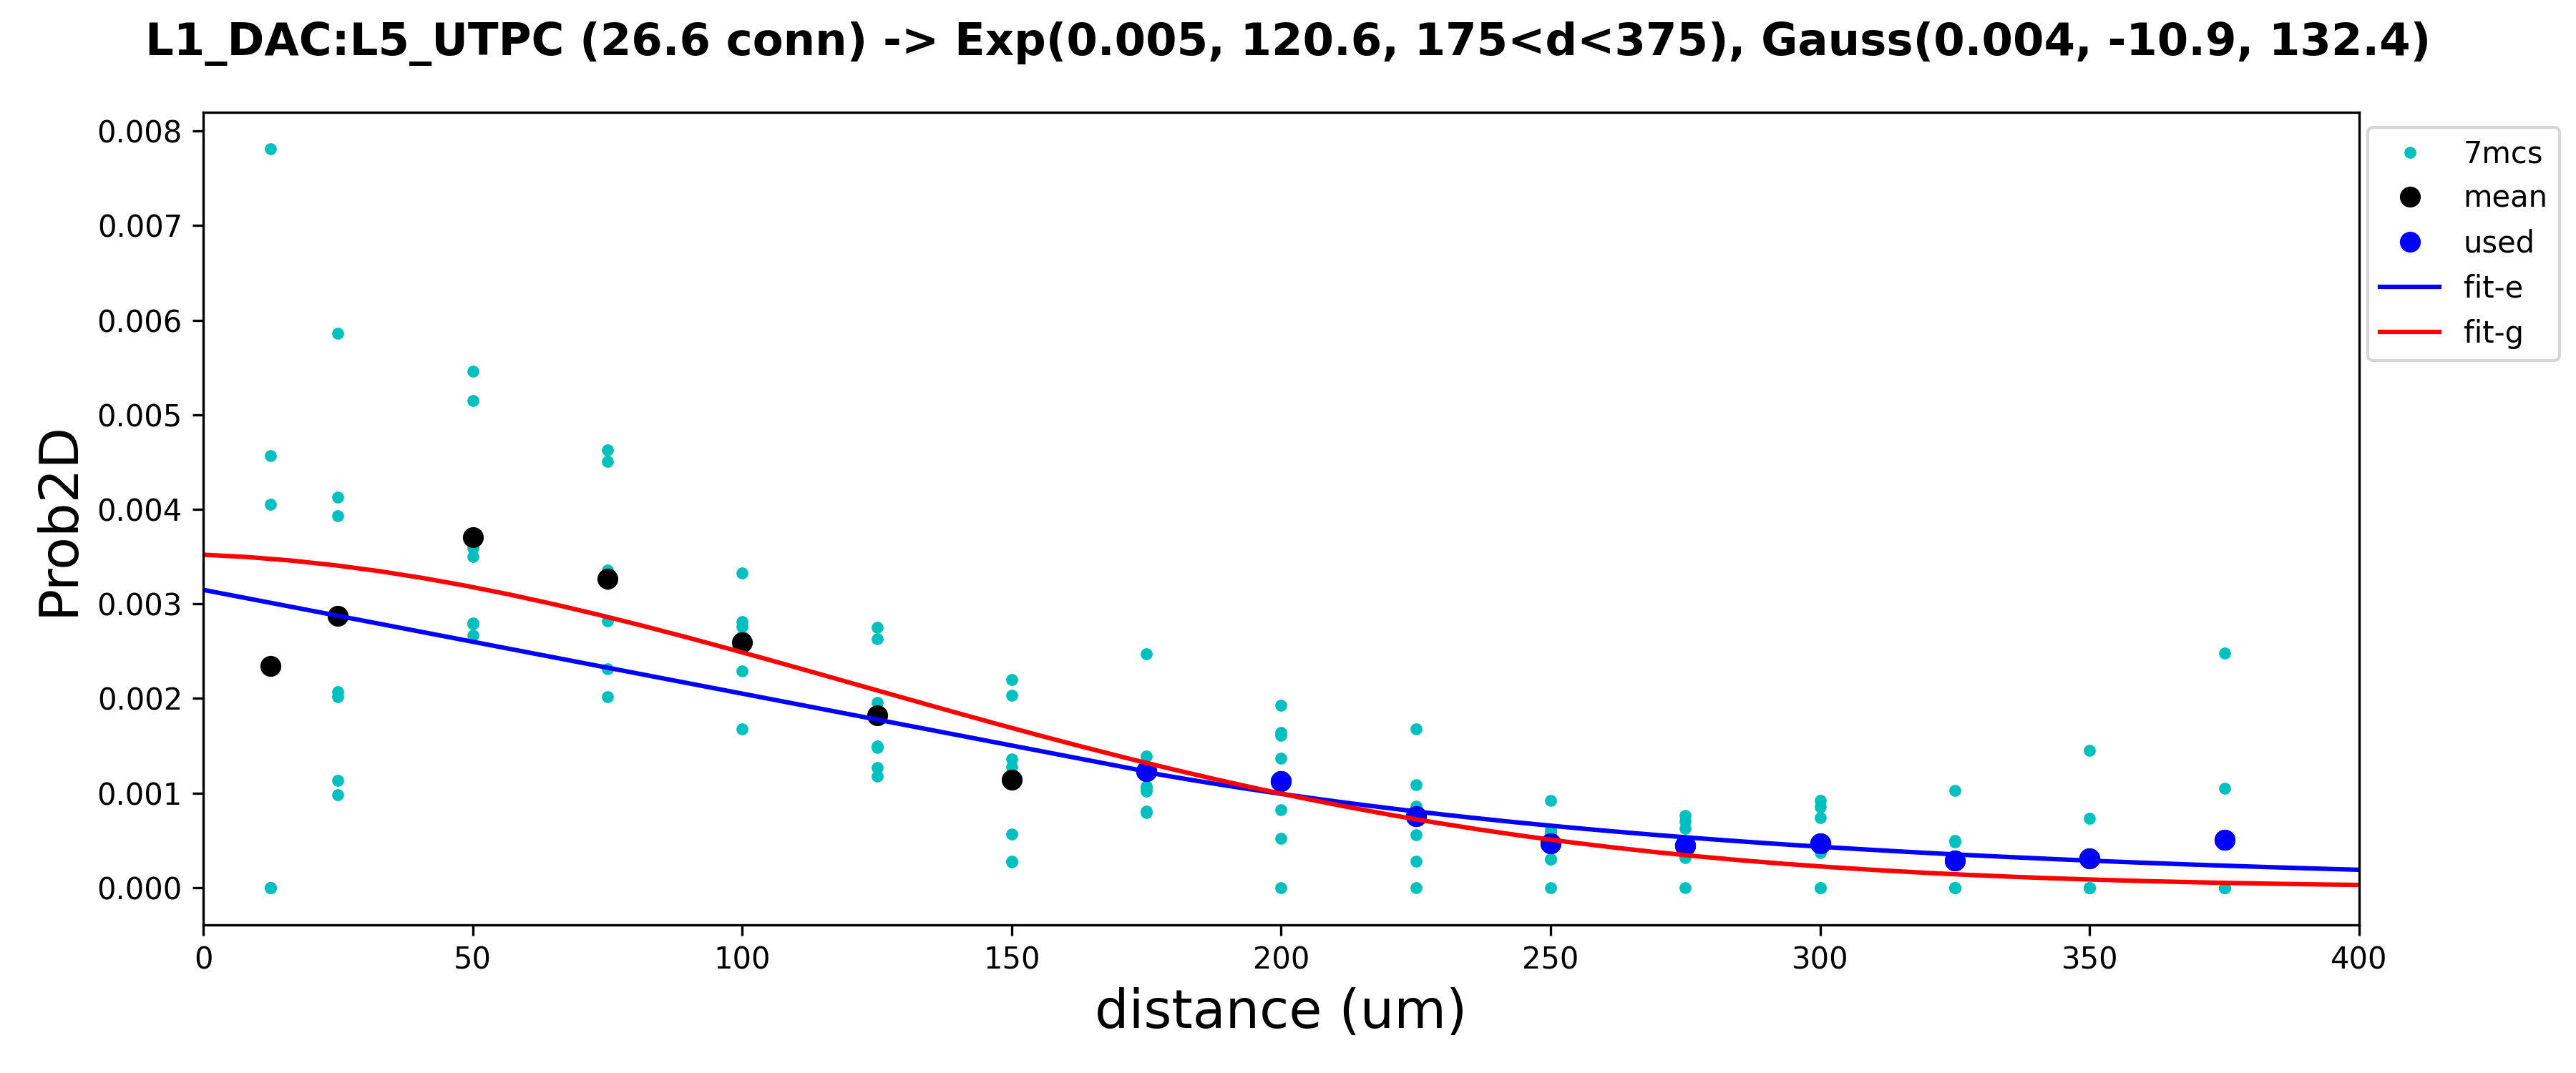 L1_DAC:L5_UTPC (26.6 conn) -> Exp(0.005, 120.6, 175<d<375), Gauss(0.004, -10.9, 132.4)
0.008
0.007
0.006
0.005
0.004
0.003
0.002
0.001
0.000
Prob2D
0 50 100 150 200 250 300 350 400
distance (um)
7mcs
mean
used
fit-e
fit-g